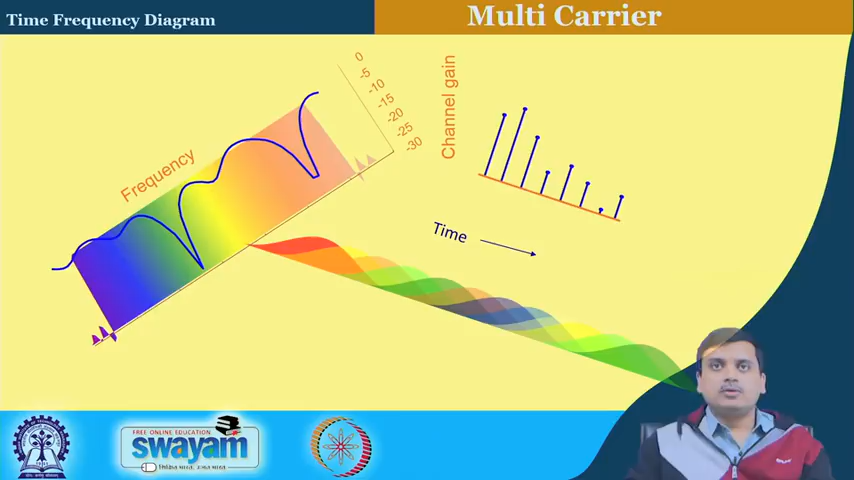 Time Frequency Diagram
Multi Carrier
0
-5
-10
-15
-20
-25
-30
Channel gain
Frequency
Time
FREE ONLINE EDUCATION
swayam